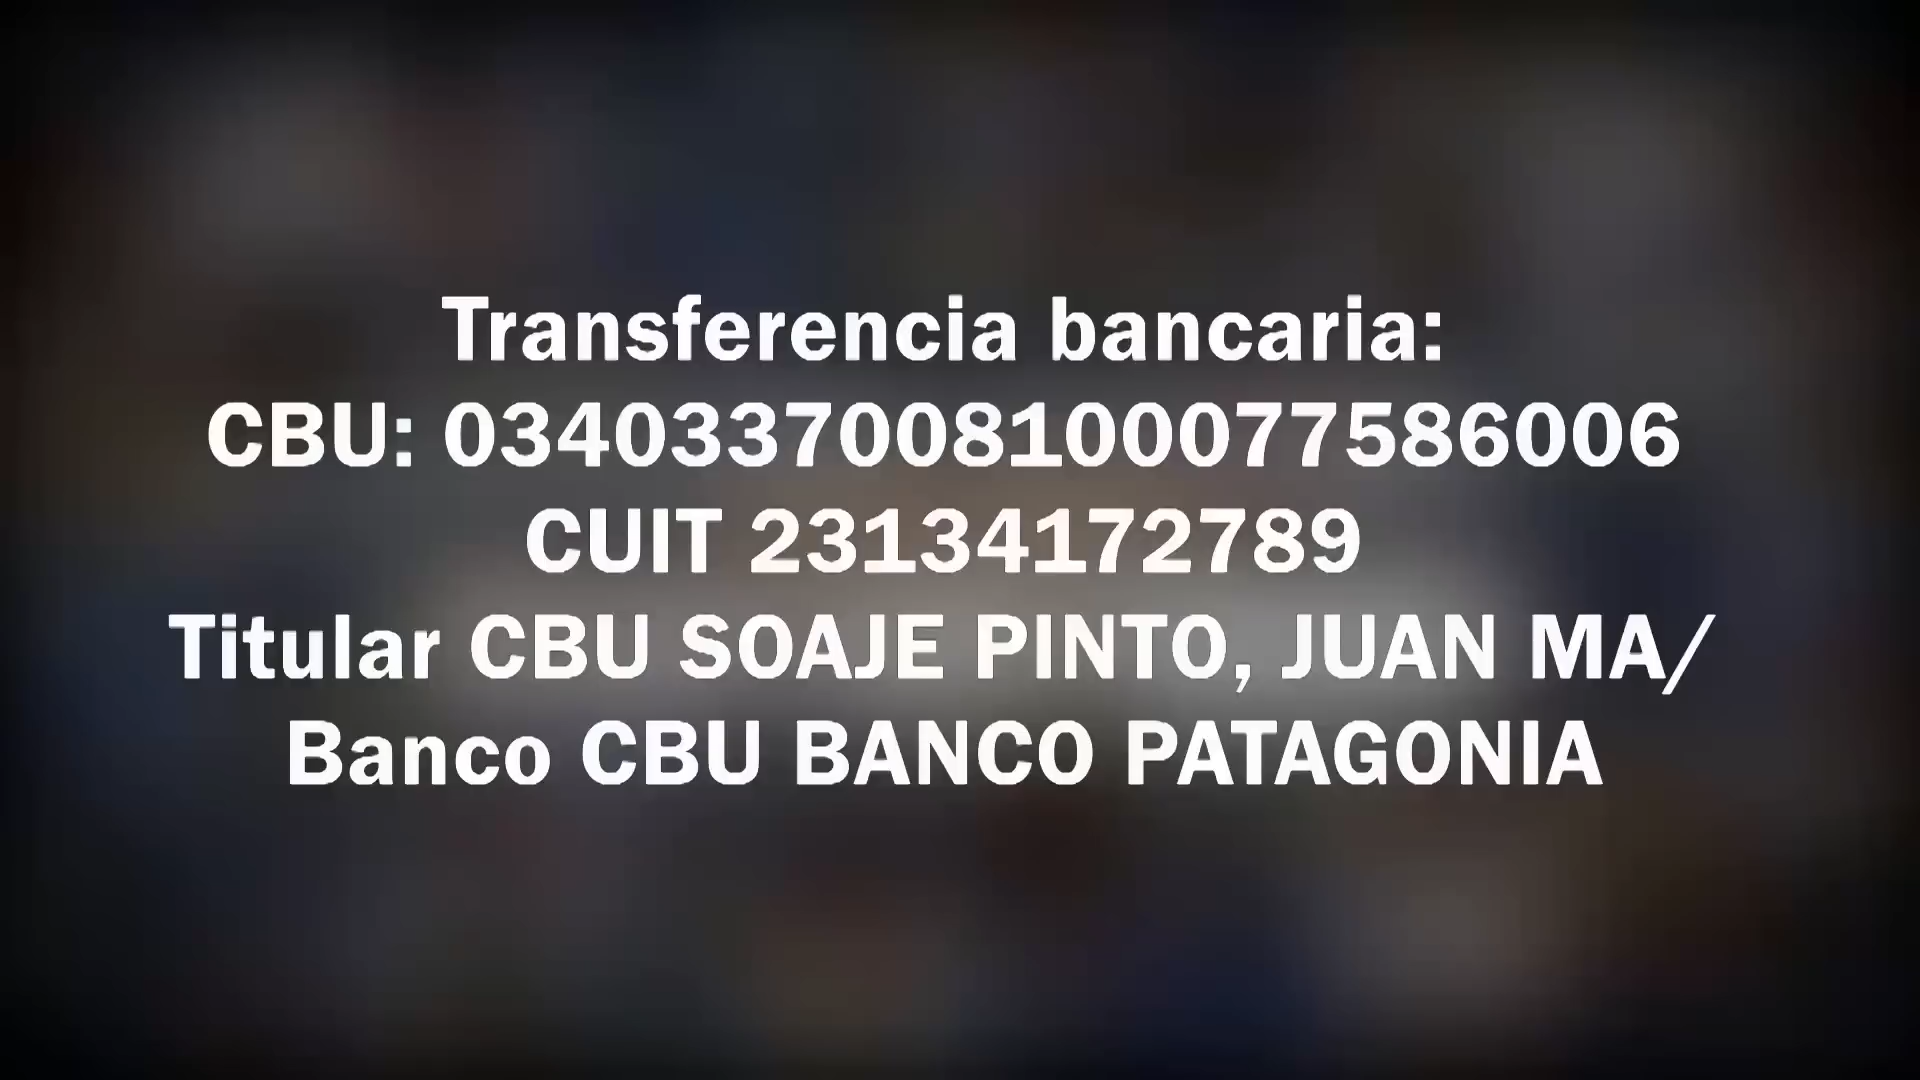 Transferencia bancaria:
CBU: 0340337008100077586006
CUIT 23134172789
Titular CBU SOAJE PINTO, JUAN MA/
Banco CBU BANCO PATAGONIA